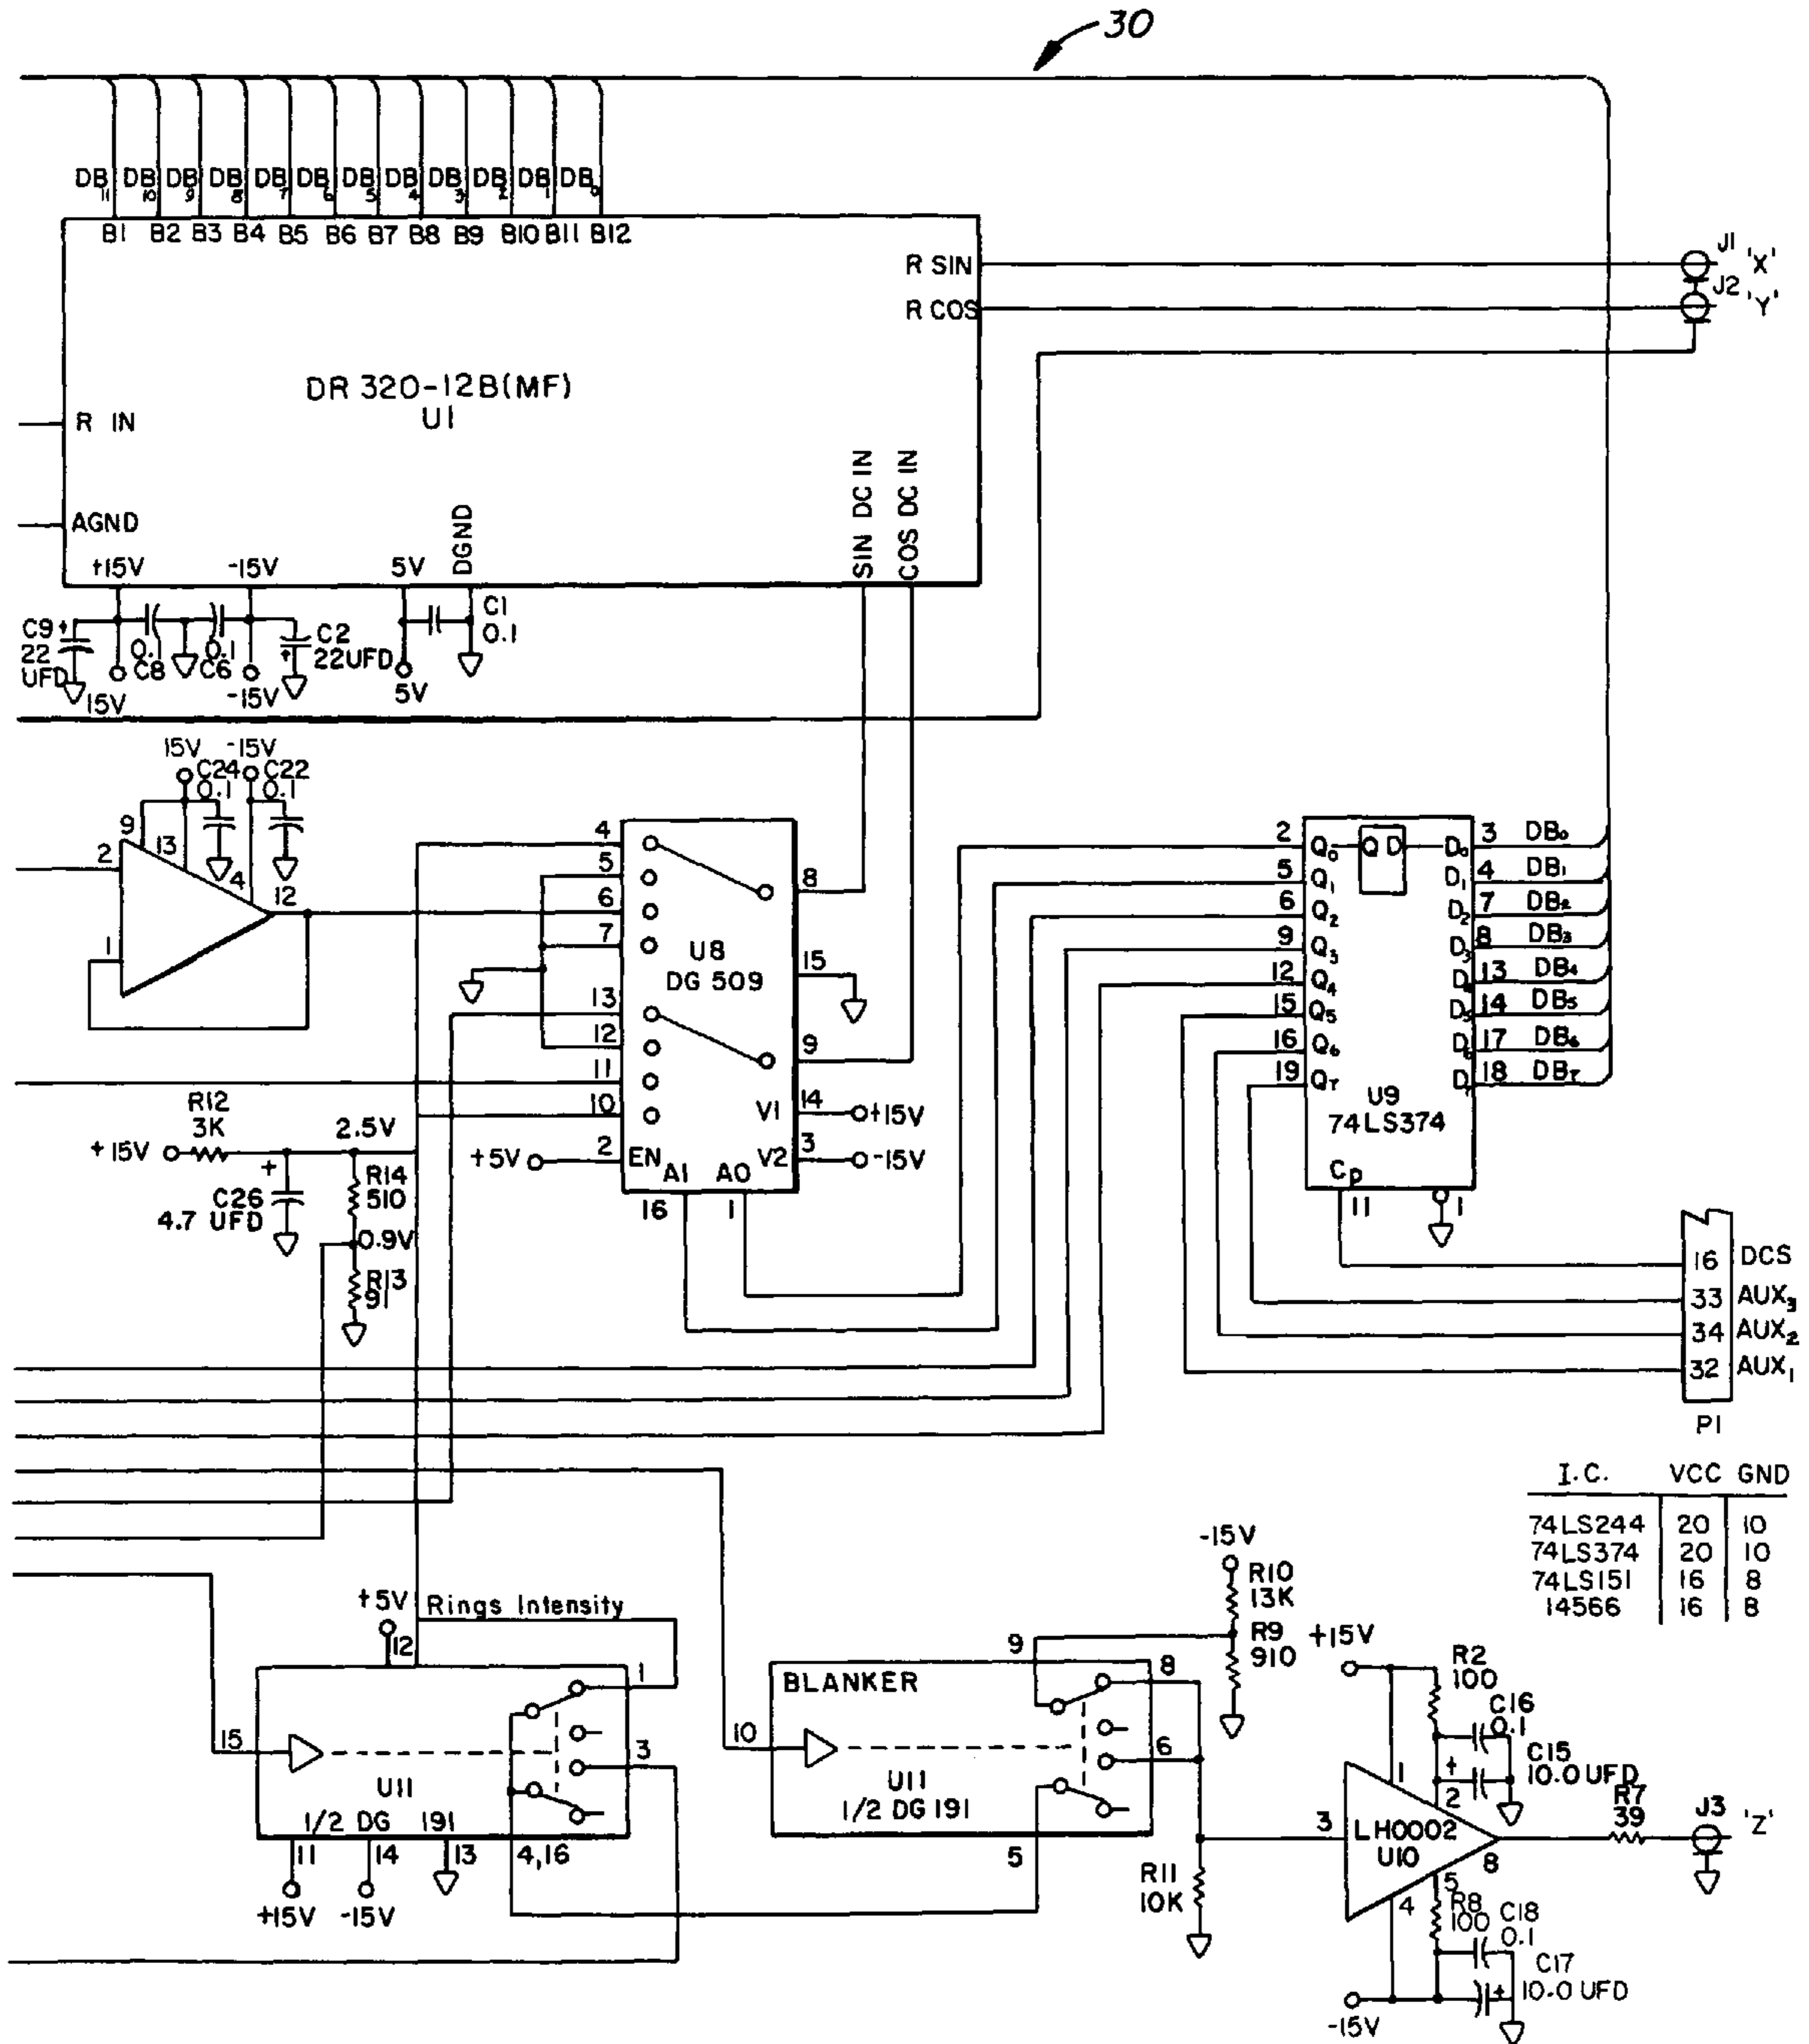 30
DB11 DB10 DB9 DB8 DB7 DB6 DB5 DB4 DB3 DB2 DB1 DB0
B1 B2 B3 B4 B5 B6 B7 B8 B9 B10 B11 B12
R SIN
R COS
J1 'X'
J2 'Y'
DR 320-12B(MF)
U1
R IN
AGND
SIN DC IN
COS DC IN
+15V -15V 5V DGND
C9 +
22
UFD
0.1
C8
0.1
C6
C2
+ 22UFD
C1
0.1
15V -15V 5V
15V -15V
C24 C22
0.1 0.1
9 13 4
2 12
1
4
5
6
7
13
12
11
10
2 EN
8
15
9
14
3
U8
DG 509
V1
V2
+15V
-15V
+5V
A1 A0
16 1
2 Q0 Q D D0 3 DB0
5 Q1 D1 4 DB1
6 Q2 D2 7 DB2
9 Q3 D3 8 DB3
12 Q4 D4 13 DB4
15 Q5 D5 14 DB5
16 Q6 D6 17 DB6
19 Q7 D7 18 DB7
U9
74LS374
Cp
11 1
R12
3K
+15V
2.5V
+
C26
4.7 UFD
R14
510
0.9V
R13
91
16 DCS
33 AUX3
34 AUX2
32 AUX1
P1
I.C. VCC GND
74LS244 20 10
74LS374 20 10
74LS151 16 8
14566 16 8
+5V
Rings Intensity
12
1
15
3
U11
1/2 DG 191
11 14 13 4,16
+15V -15V
9
BLANKER
8
10
6
U11
1/2 DG 191
5
-15V
R10
13K
R9
910
R11
10K
+15V
R2
100
C16
0.1
C15
+ 10.0 UFD
1
2
3
LH0002
U10
8
R7
39
J3 'Z'
5
4
R8
100
C18
0.1
C17
+ 10.0 UFD
-15V